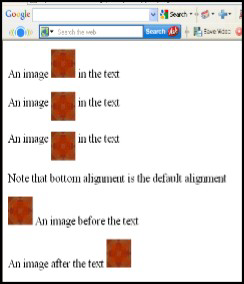 Google Search
Search the web Search Save Video
An image in the text
An image in the text
An image in the text
Note that bottom alignment is the default alignment
An image before the text
An image after the text